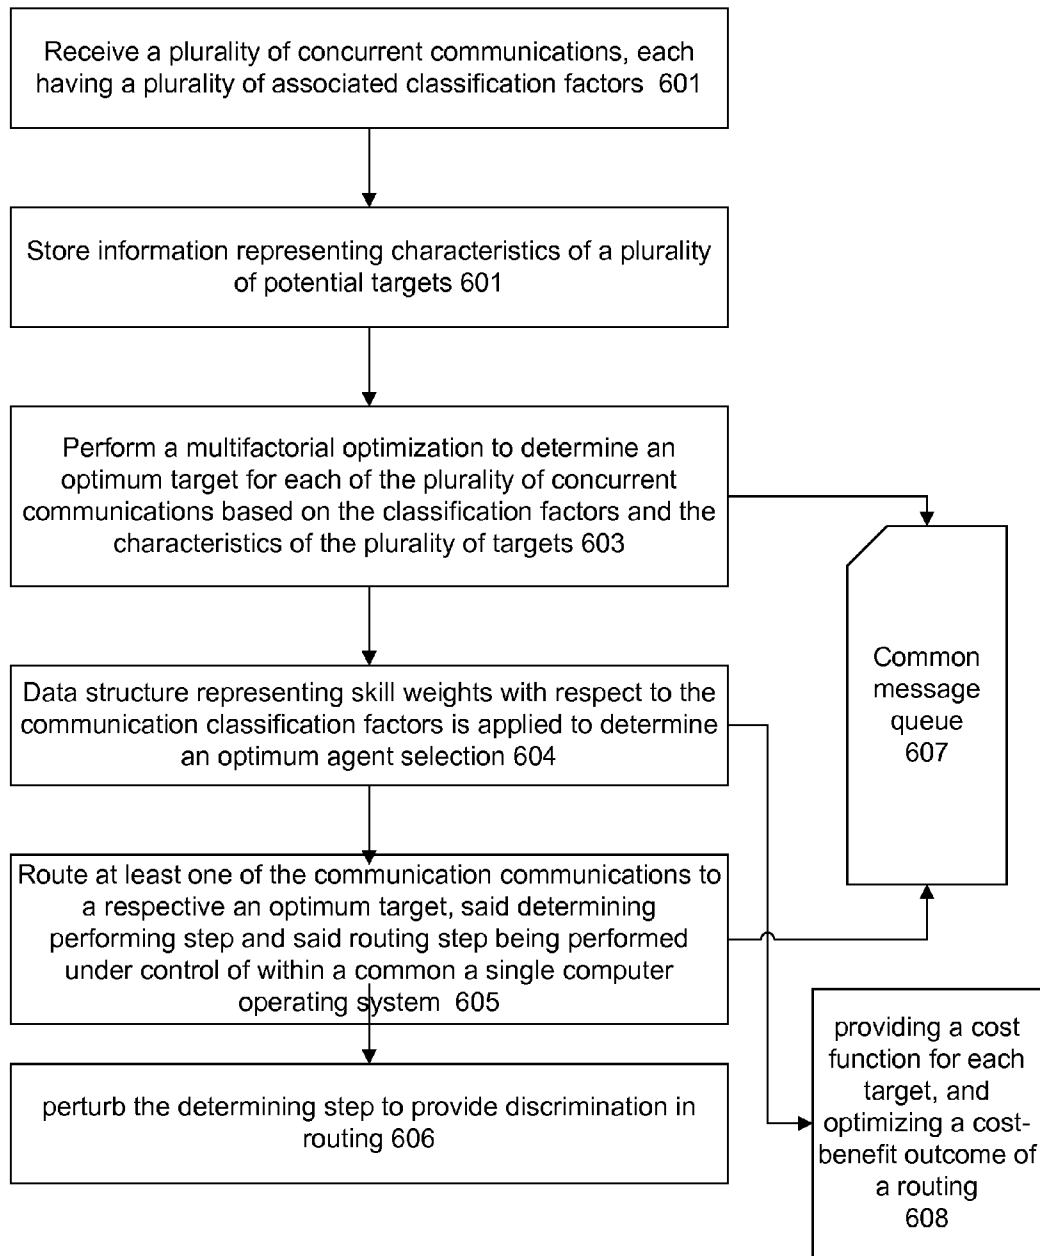 Receive a plurality of concurrent communications, each
having a plurality of associated classification factors 601
Store information representing characteristics of a plurality
of potential targets 601
Perform a multifactorial optimization to determine an
optimum target for each of the plurality of concurrent
communications based on the classification factors and the
characteristics of the plurality of targets 603
Data structure representing skill weights with respect to the
communication classification factors is applied to determine
an optimum agent selection 604
Route at least one of the communication communications to
a respective an optimum target, said determining
performing step and said routing step being performed
under control of within a common a single computer
operating system 605
perturb the determining step to provide discrimination in
routing 606
Common
message
queue
607
providing a cost
function for each
target, and
optimizing a cost-
benefit outcome of
a routing
608